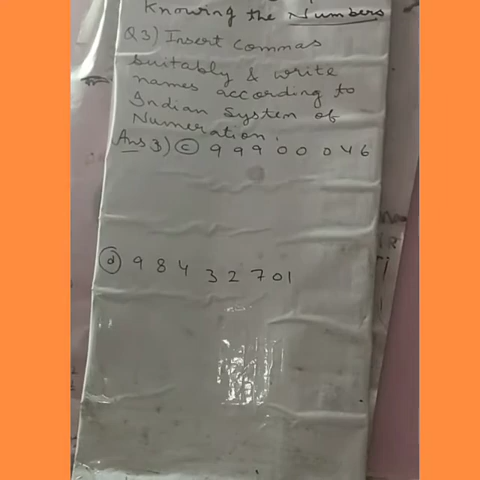 Knowing the Numbers
Q3) Insert Commas
Suitably & write
names according to
Indian System of
Numeration.
Ans 3) (c) 9 9 9 0 0 0 4 6
(d) 9 8 4 3 2 7 0 1